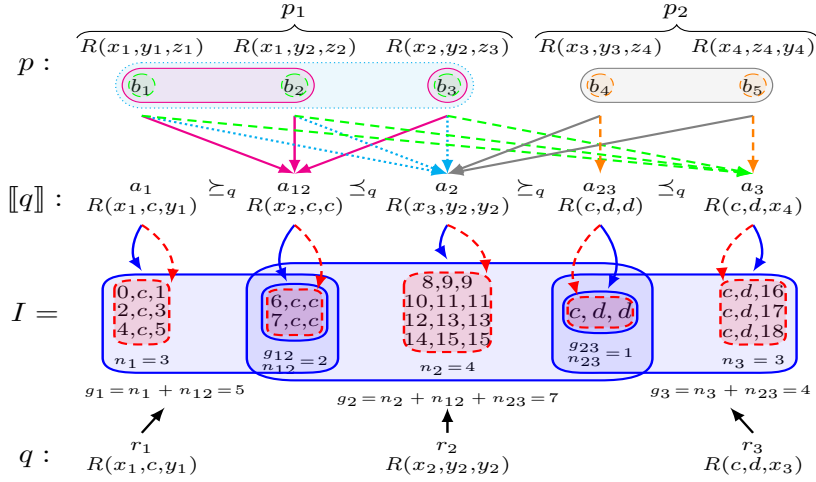 p₁ p₂
R(x₁,y₁,z₁) R(x₁,y₂,z₂) R(x₂,y₂,z₃) R(x₃,y₃,z₄) R(x₄,z₄,y₄)
p : b₁ b₂ b₃ b₄ b₅
⟦q⟧ : a₁ ⪰_q a₁₂ ⪯_q a₂ ⪰_q a₂₃ ⪯_q a₃
R(x₁,c,y₁) R(x₂,c,c) R(x₃,y₂,y₂) R(c,d,d) R(c,d,x₄)
8,9,9
0,c,1 6,c,c 10,11,11 c,d,16
I = 2,c,3 7,c,c 12,13,13 c, d, d c,d,17
4,c,5 14,15,15 c,d,18
g₁₂ g₂₃
n₁=3 n₁₂=2 n₂=4 n₂₃=1 n₃ = 3
g₁=n₁ + n₁₂=5 g₂=n₂ + n₁₂ + n₂₃=7 g₃=n₃ + n₂₃=4
r₁ r₂ r₃
q : R(x₁,c,y₁) R(x₂,y₂,y₂) R(c,d,x₃)